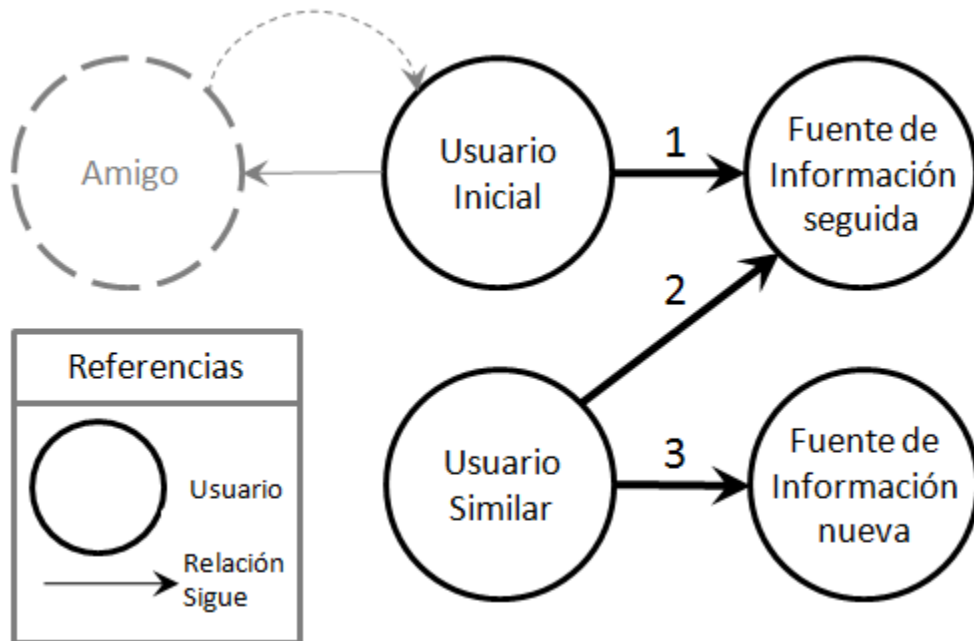 Amigo
Usuario
Inicial
1
Fuente de
Información
seguida
2
Referencias
Usuario
Relación
Sigue
Usuario
Similar
3
Fuente de
Información
nueva